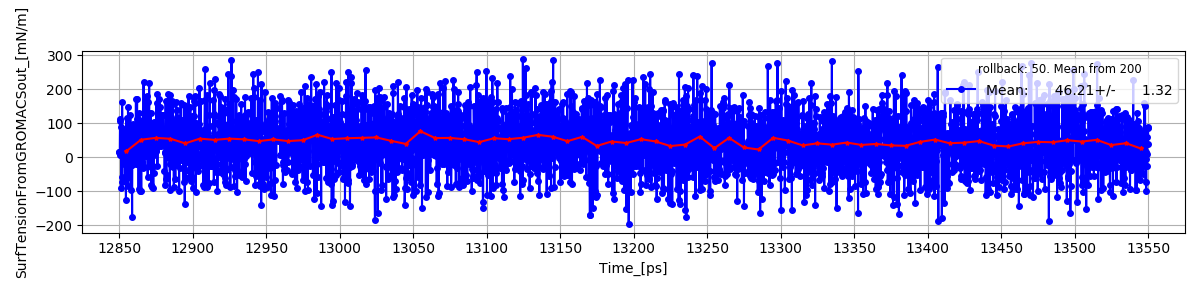 SurfTensionFromGROMACSout_[mN/m]
300
200
100
0
−100
−200
rollback: 50. Mean from 200
Mean: 46.21+/- 1.32
12850 12900 12950 13000 13050 13100 13150 13200 13250 13300 13350 13400 13450 13500 13550
Time_[ps]